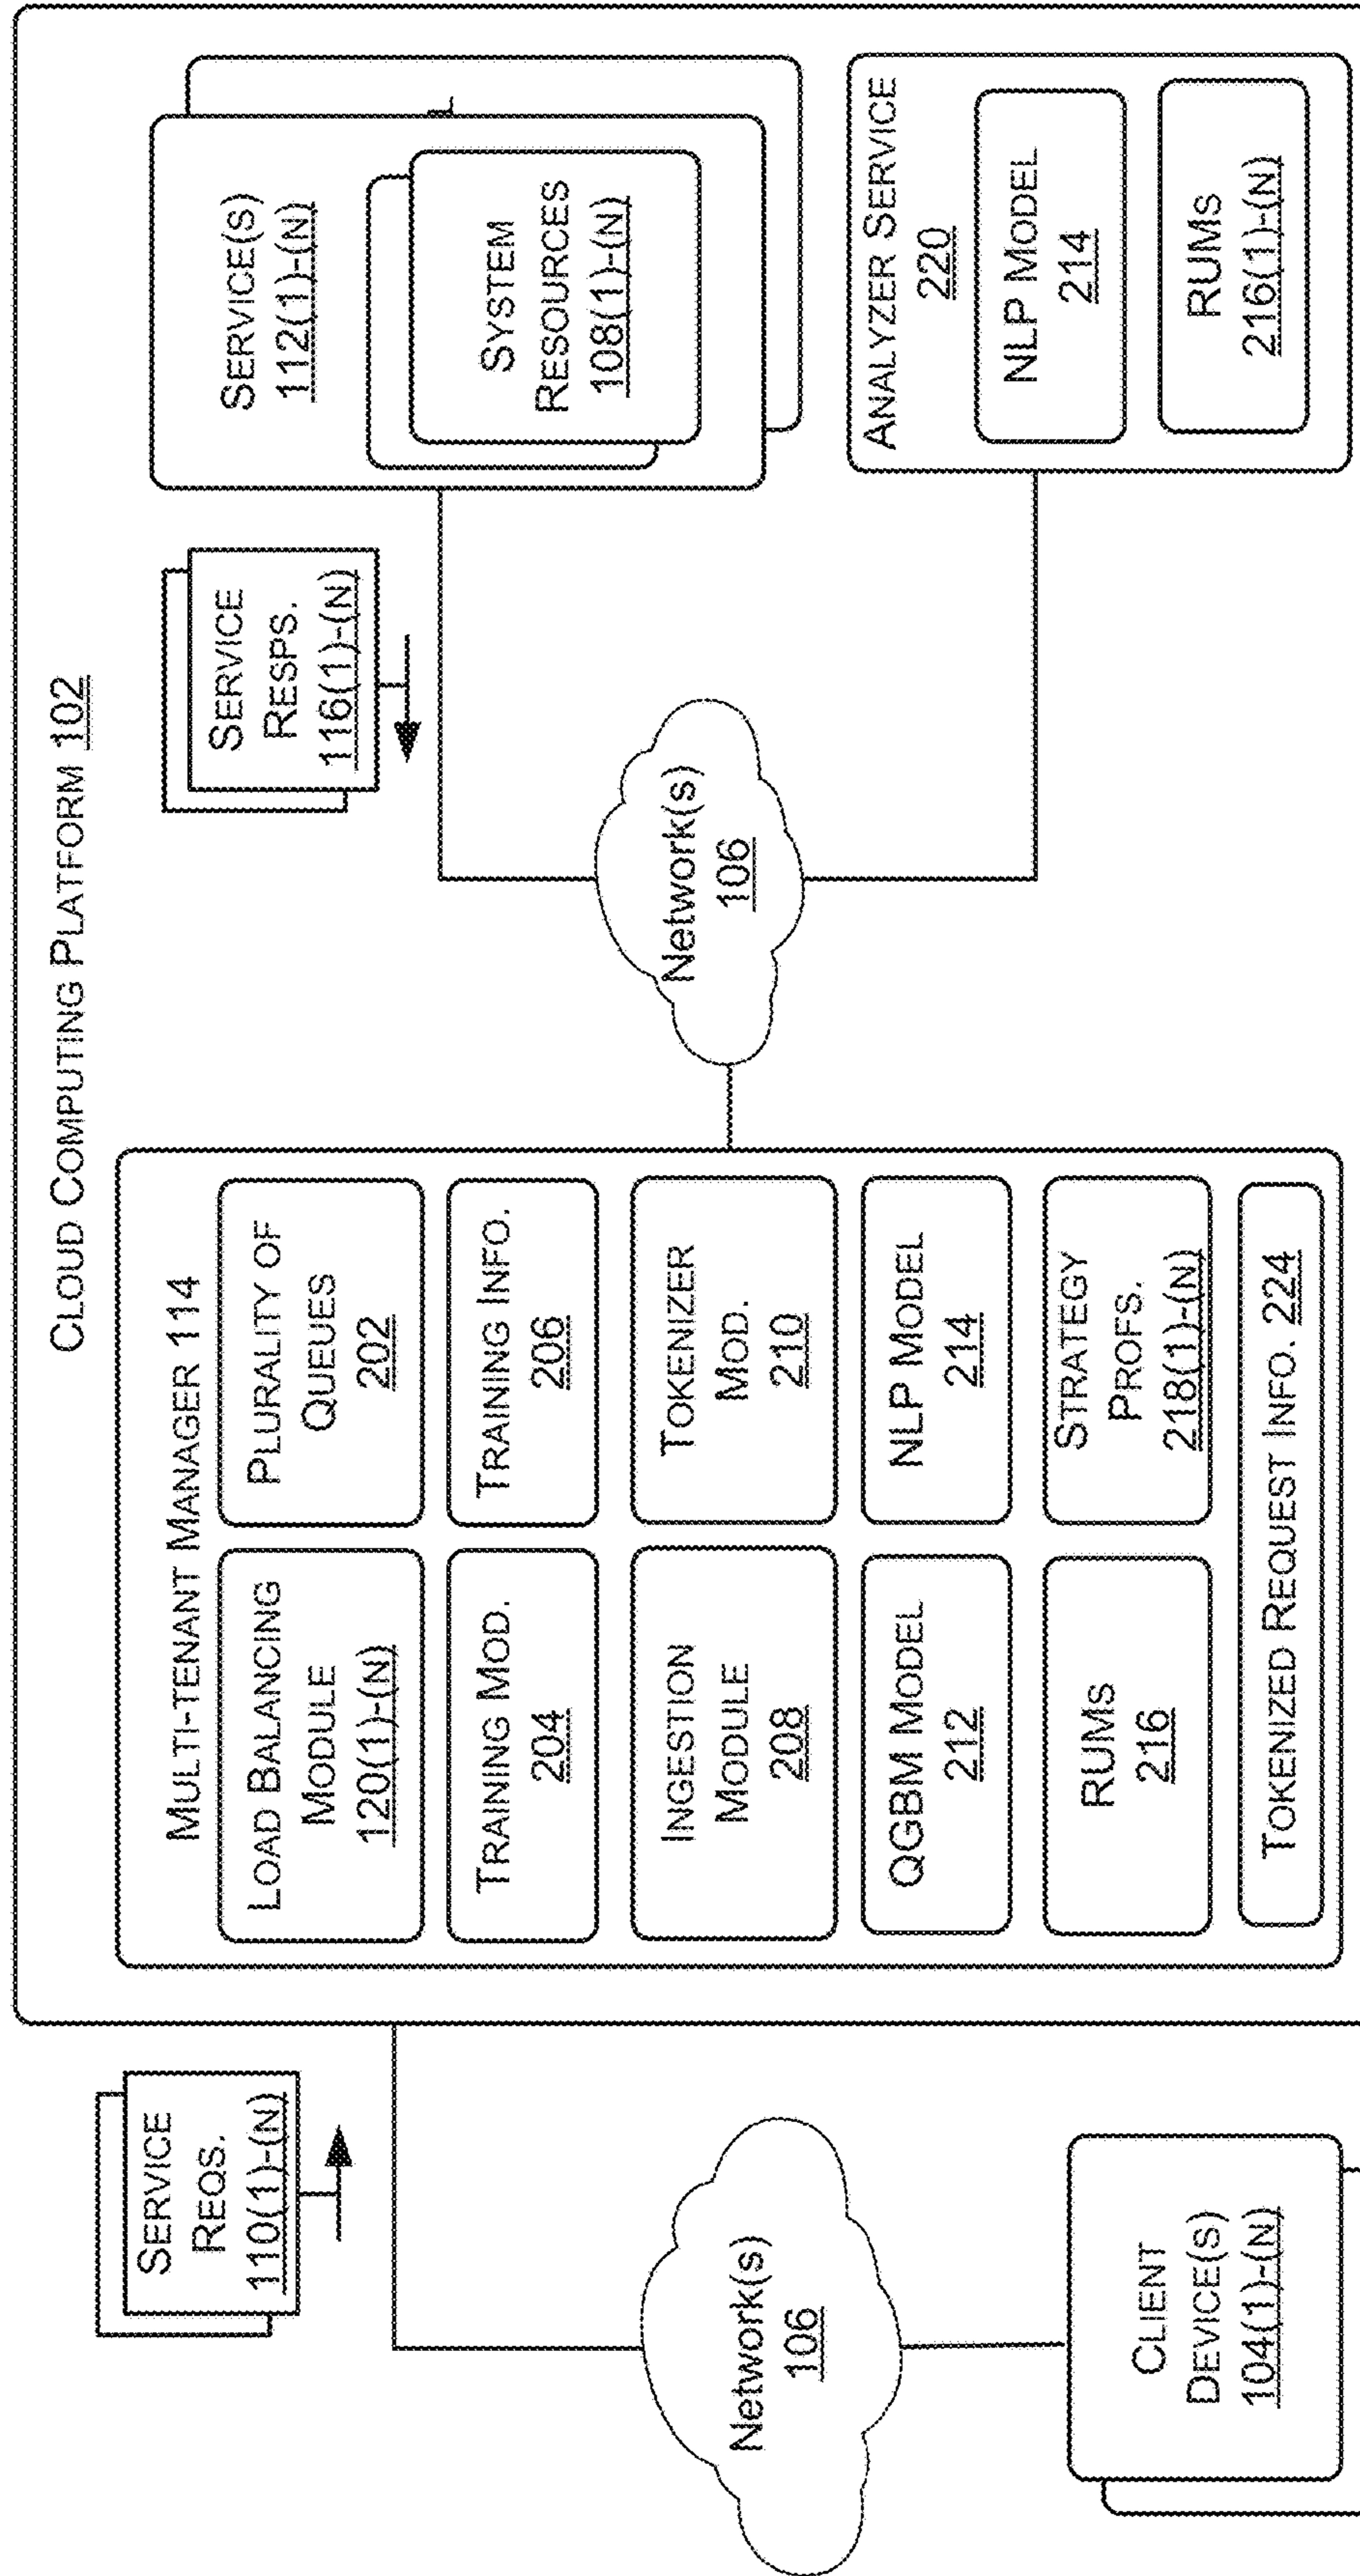 CLOUD COMPUTING PLATFORM 102
SERVICE
REQS.
110(1)-(N)
Network(s)
106
CLIENT
DEVICE(S)
104(1)-(N)
MULTI-TENANT MANAGER 114
LOAD BALANCING
MODULE
120(1)-(N)
PLURALITY OF
QUEUES
202
TRAINING MOD.
204
TRAINING INFO.
206
INGESTION
MODULE
208
TOKENIZER
MOD.
210
QGBM MODEL
212
NLP MODEL
214
RUMS
216
STRATEGY
PROFS.
218(1)-(N)
TOKENIZED REQUEST INFO. 224
Network(s)
106
SERVICE
RESPS.
116(1)-(N)
SERVICE(S)
112(1)-(N)
SYSTEM
RESOURCES
108(1)-(N)
ANALYZER SERVICE
220
NLP MODEL
214
RUMS
216(1)-(N)